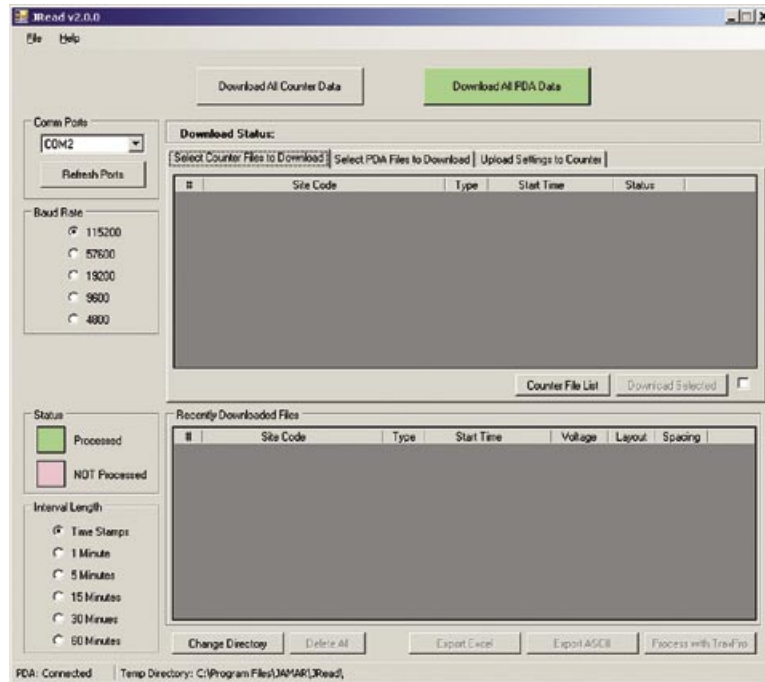 JRead v2.0.0
File Help
Download All Counter Data
Download All PDA Data
Comm Ports
COM2
Refresh Ports
Baud Rate
115200
57600
19200
9600
4800
Download Status:
Select Counter Files to Download Select PDA Files to Download Upload Settings to Counter
# Site Code Type Start Time Status
Counter File List Download Selected
Status
Processed
NOT Processed
Interval Length
Time Stamps
1 Minute
5 Minutes
15 Minutes
30 Minues
60 Minutes
Recently Downloaded Files
# Site Code Type Start Time Voltage Layout Spacing
Change Directory Delete All Export Excel Export ASCII Process with TraxPro
PDA: Connected Temp Directory: C:\Program Files\JAMAR\JRead\,